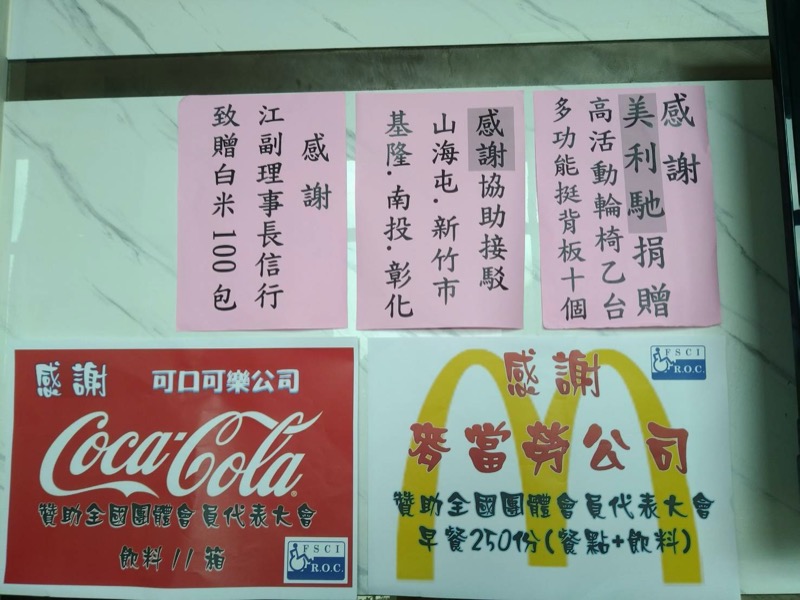 感謝
江副理事長信行
致贈白米100包
感謝協助接駁
山海屯.新竹市
基隆.南投.彰化
感謝
美利馳捐贈
高活動輪椅乙台
多功能挺背板十個
感謝 可口可樂公司
Coca-Cola
贊助全國團體會員代表大會
飲料11箱
FSCI
R.O.C.
FSCI
R.O.C.
感謝
麥當勞公司
贊助全國團體會員代表大會
早餐250份(餐點+飲料)